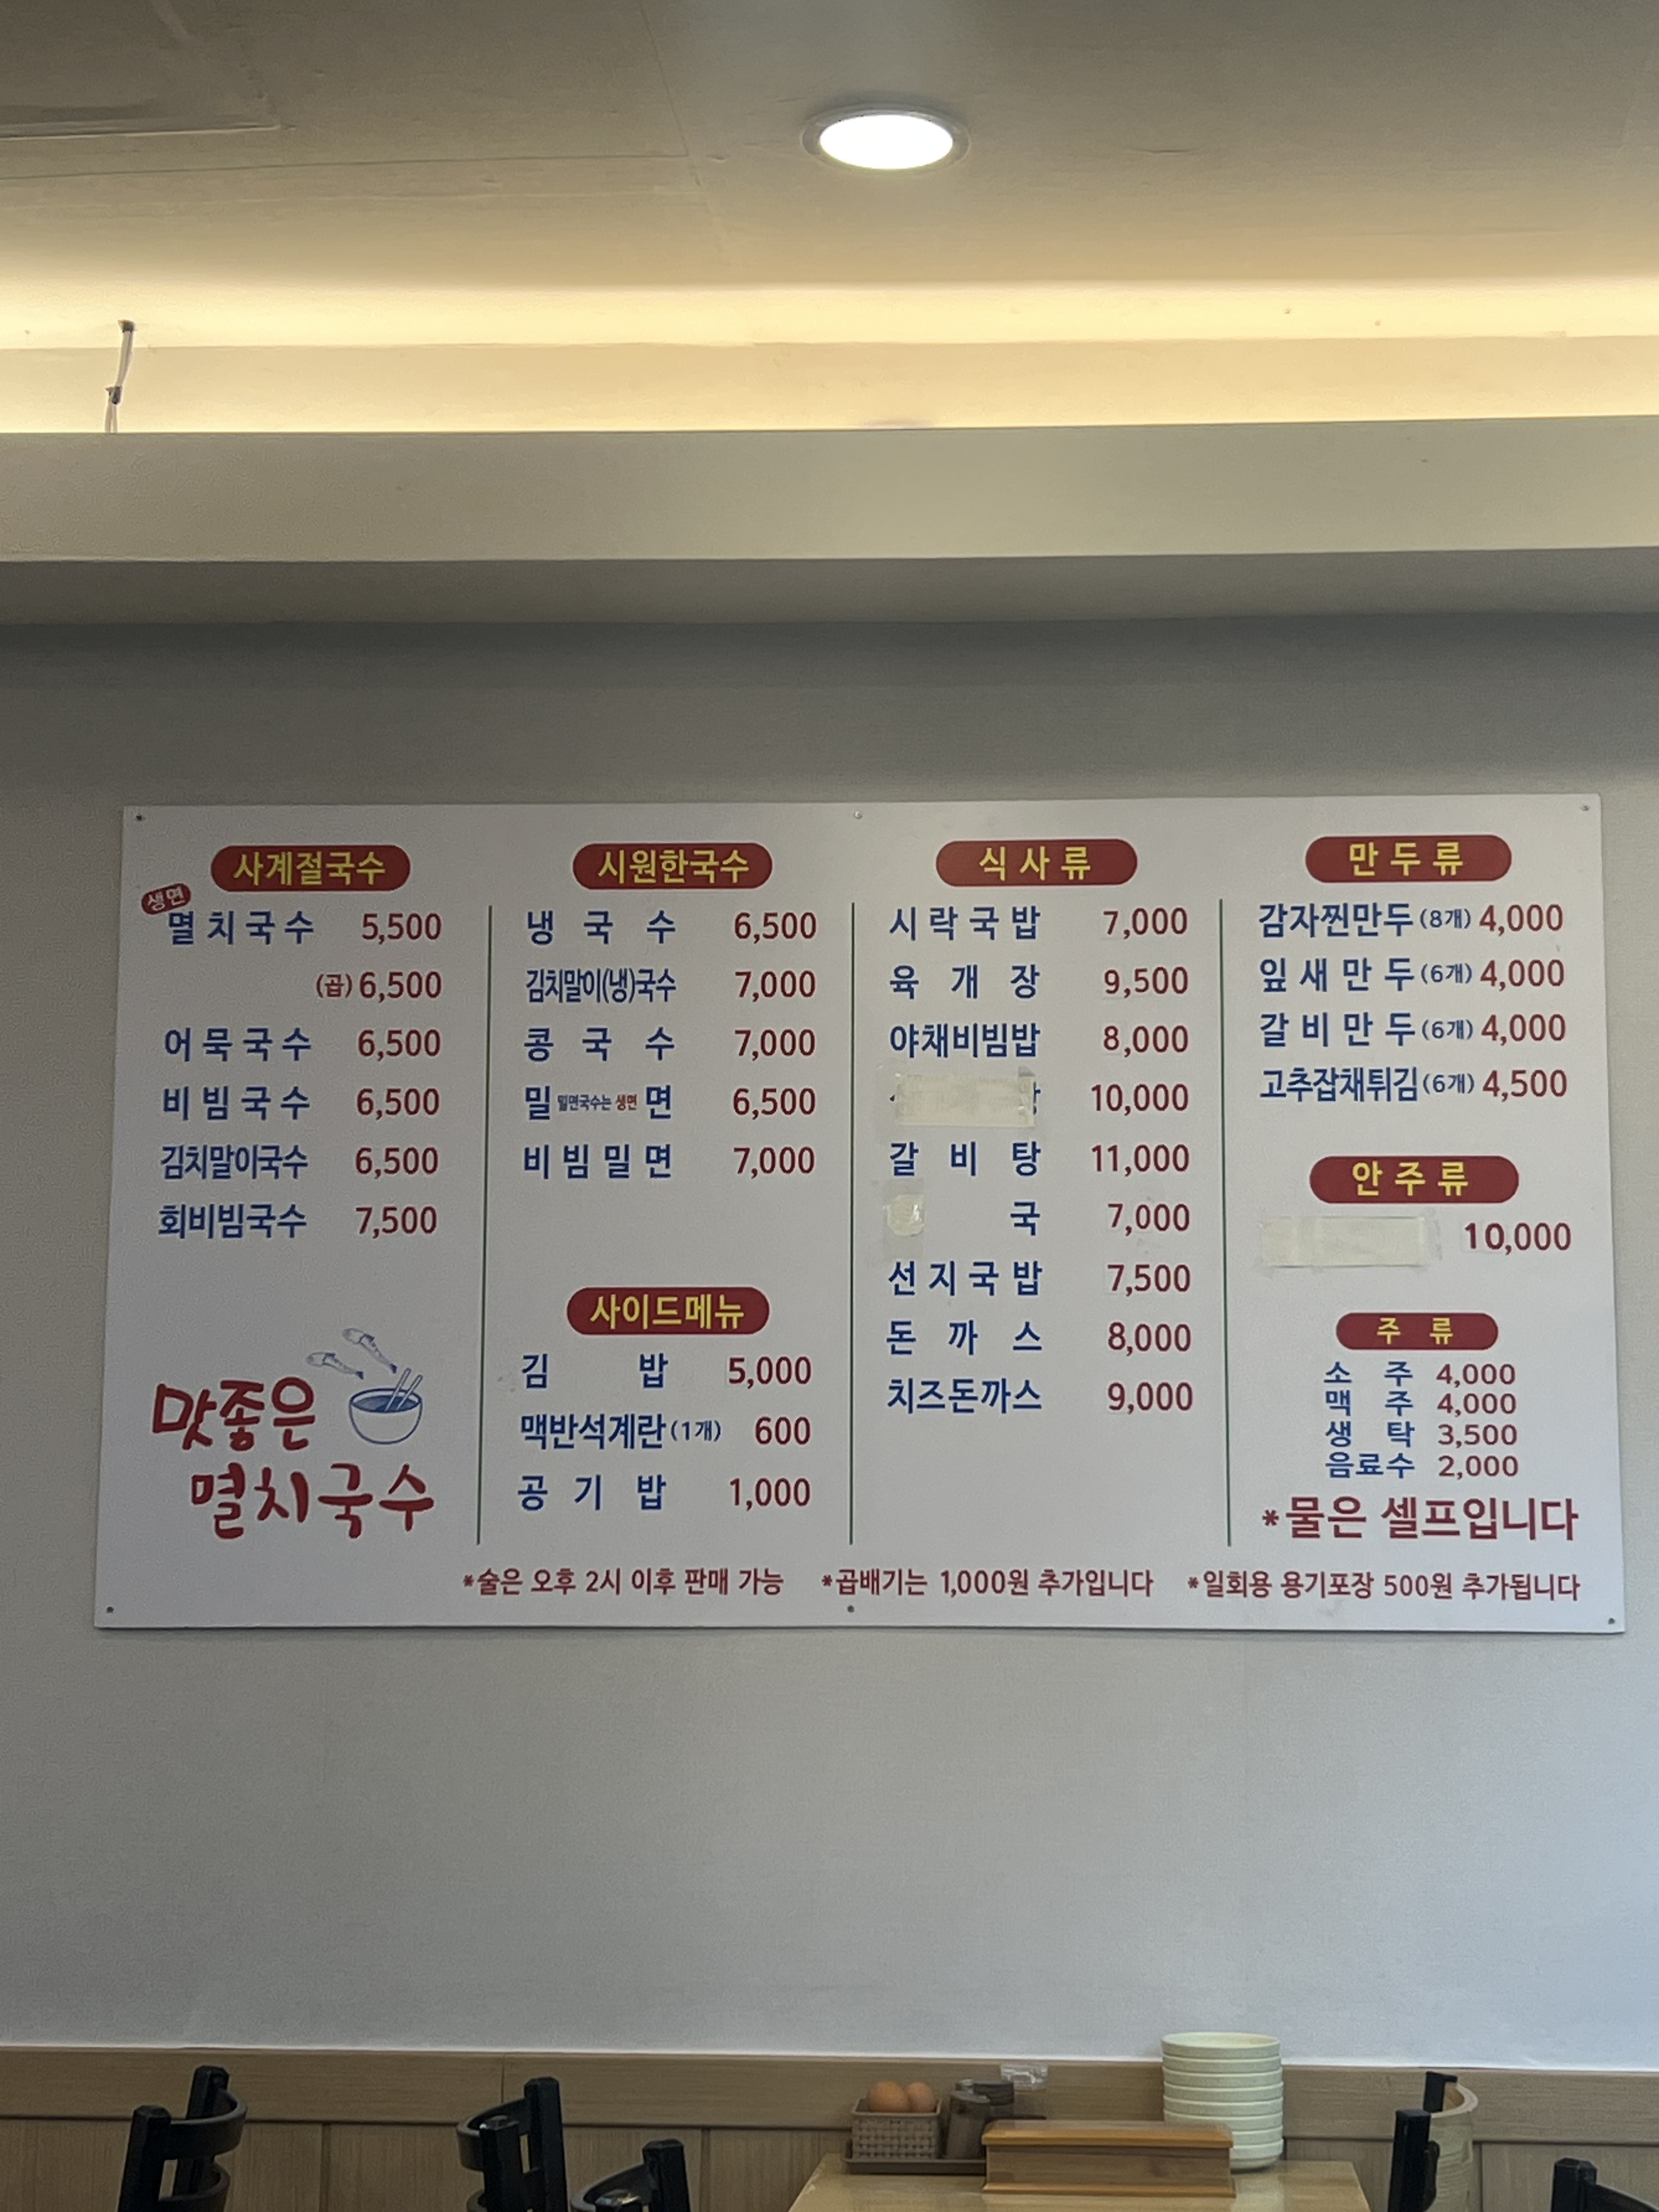 사계절국수
생면
멸치국수 5,500
(곱) 6,500
어묵국수 6,500
비빔국수 6,500
김치말이국수 6,500
회비빔국수 7,500
맛좋은
멸치국수
시원한국수
냉국수 6,500
김치말이(냉)국수 7,000
콩국수 7,000
밀 밀면국수는 생면 면 6,500
비빔밀면 7,000
사이드메뉴
김밥 5,000
맥반석계란(1개) 600
공기밥 1,000
식사류
시락국밥 7,000
육개장 9,500
야채비빔밥 8,000
10,000
갈비탕 11,000
국 7,000
선지국밥 7,500
돈까스 8,000
치즈돈까스 9,000
만두류
감자찐만두(8개) 4,000
잎새만두(6개) 4,000
갈비만두(6개) 4,000
고추잡채튀김(6개) 4,500
안주류
10,000
주류
소주 4,000
맥주 4,000
생탁 3,500
음료수 2,000
*물은 셀프입니다
*술은 오후 2시 이후 판매 가능 *곱배기는 1,000원 추가입니다 *일회용 용기포장 500원 추가됩니다